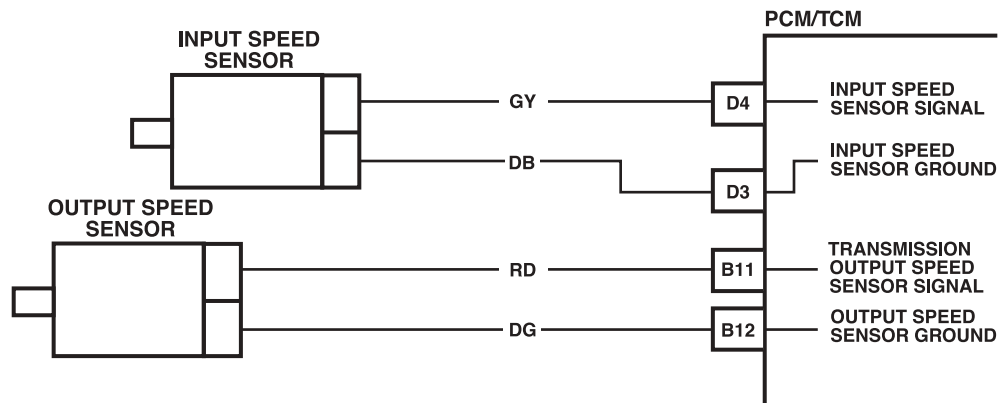 PCM/TCM
INPUT SPEED
SENSOR
GY
D4
INPUT SPEED
SENSOR SIGNAL
DB
D3
INPUT SPEED
SENSOR GROUND
OUTPUT SPEED
SENSOR
RD
B11
TRANSMISSION
OUTPUT SPEED
SENSOR SIGNAL
DG
B12
OUTPUT SPEED
SENSOR GROUND